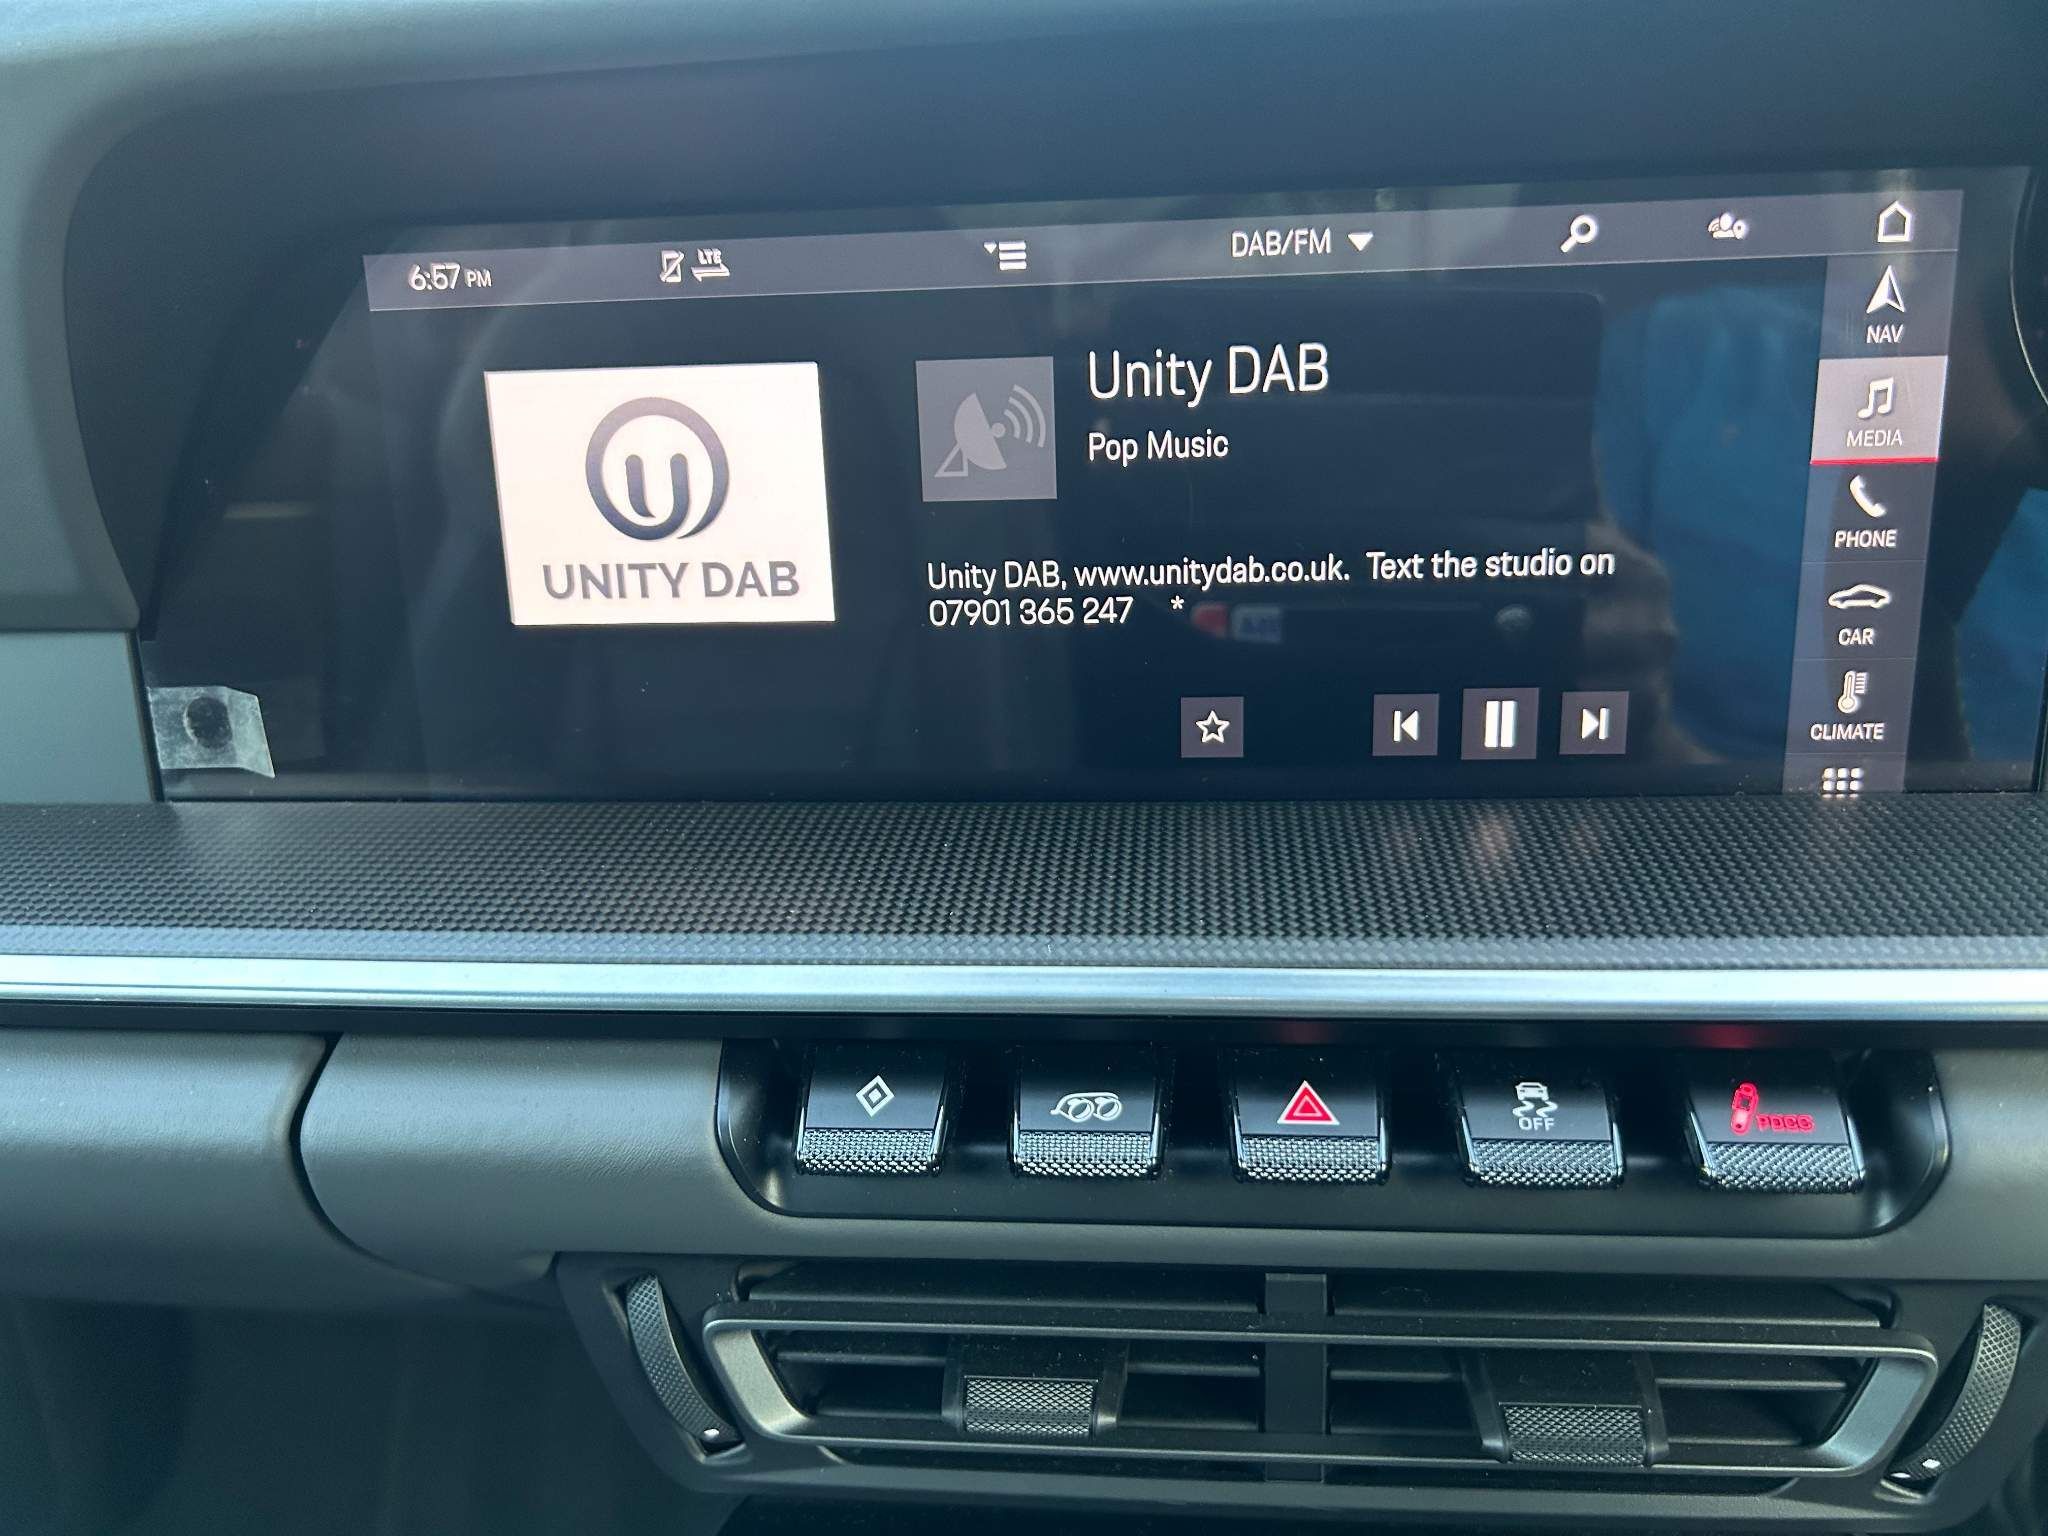 6:57 PM
LTE
DAB/FM
NAV
Unity DAB
Pop Music
MEDIA
UNITY DAB
PHONE
Unity DAB, www.unitydab.co.uk. Text the studio on
07901 365 247 *
CAR
CLIMATE
OFF